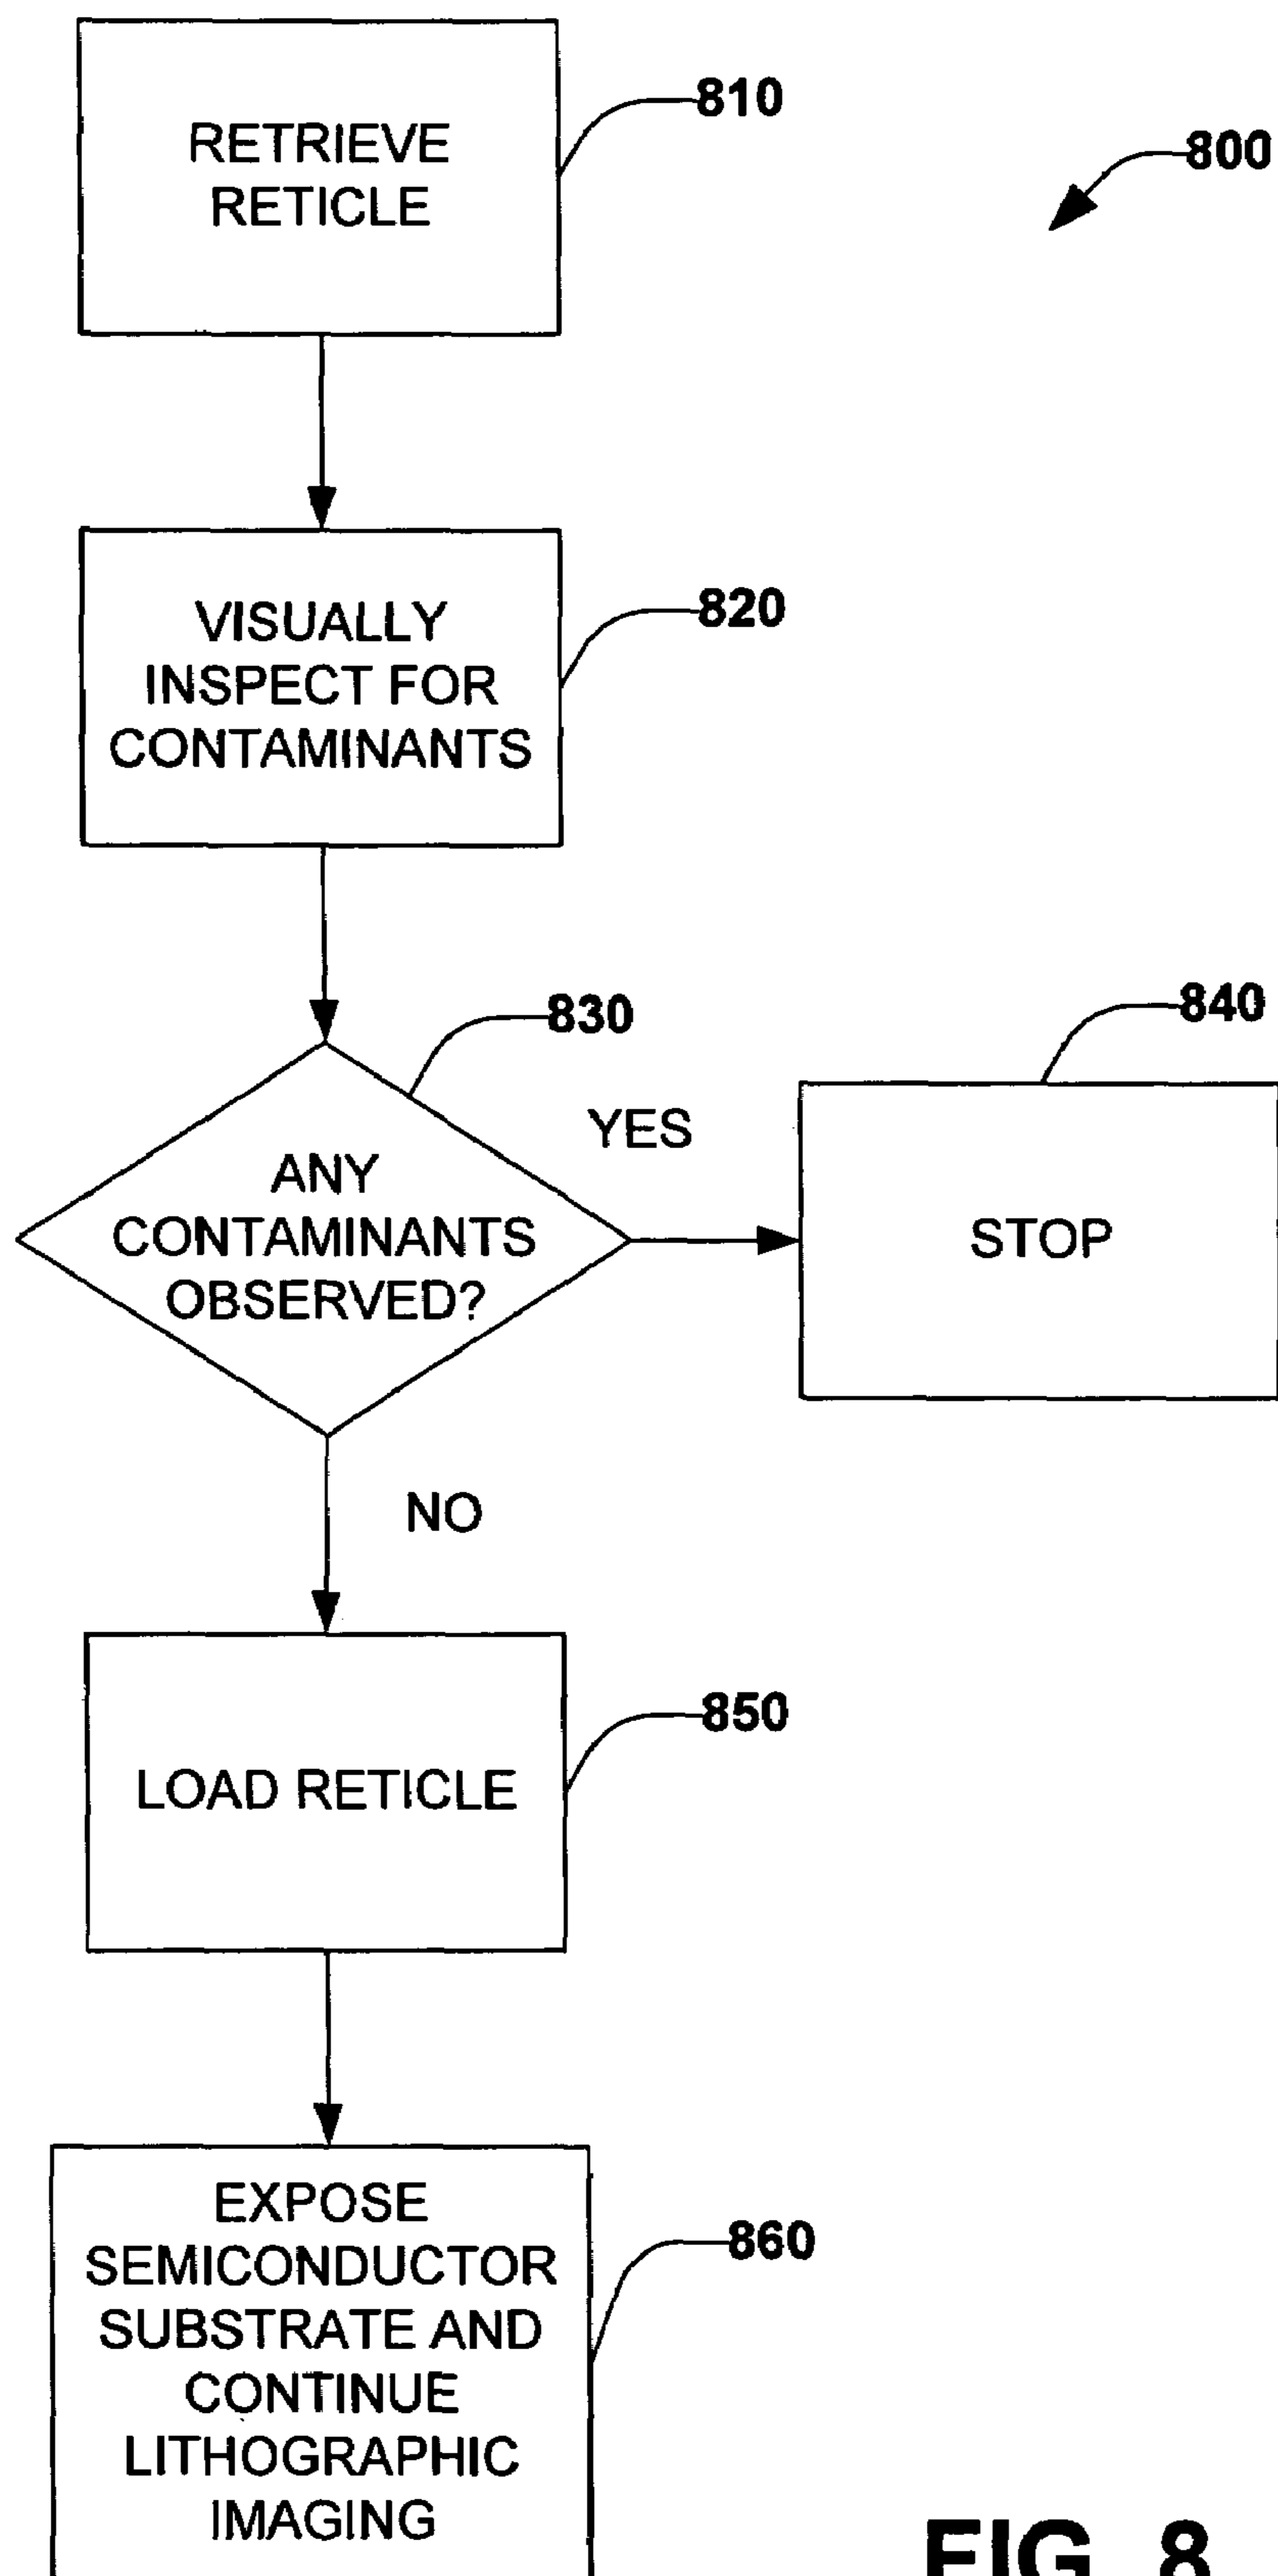 810
RETRIEVE
RETICLE
800
820
VISUALLY
INSPECT FOR
CONTAMINANTS
830
840
YES
ANY
CONTAMINANTS
OBSERVED?
STOP
NO
850
LOAD RETICLE
860
EXPOSE
SEMICONDUCTOR
SUBSTRATE AND
CONTINUE
LITHOGRAPHIC
IMAGING
FIG. 8